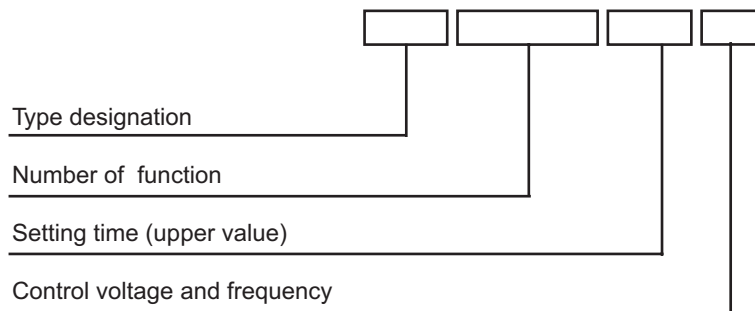 Type designation
Number of function
Setting time (upper value)
Control voltage and frequency